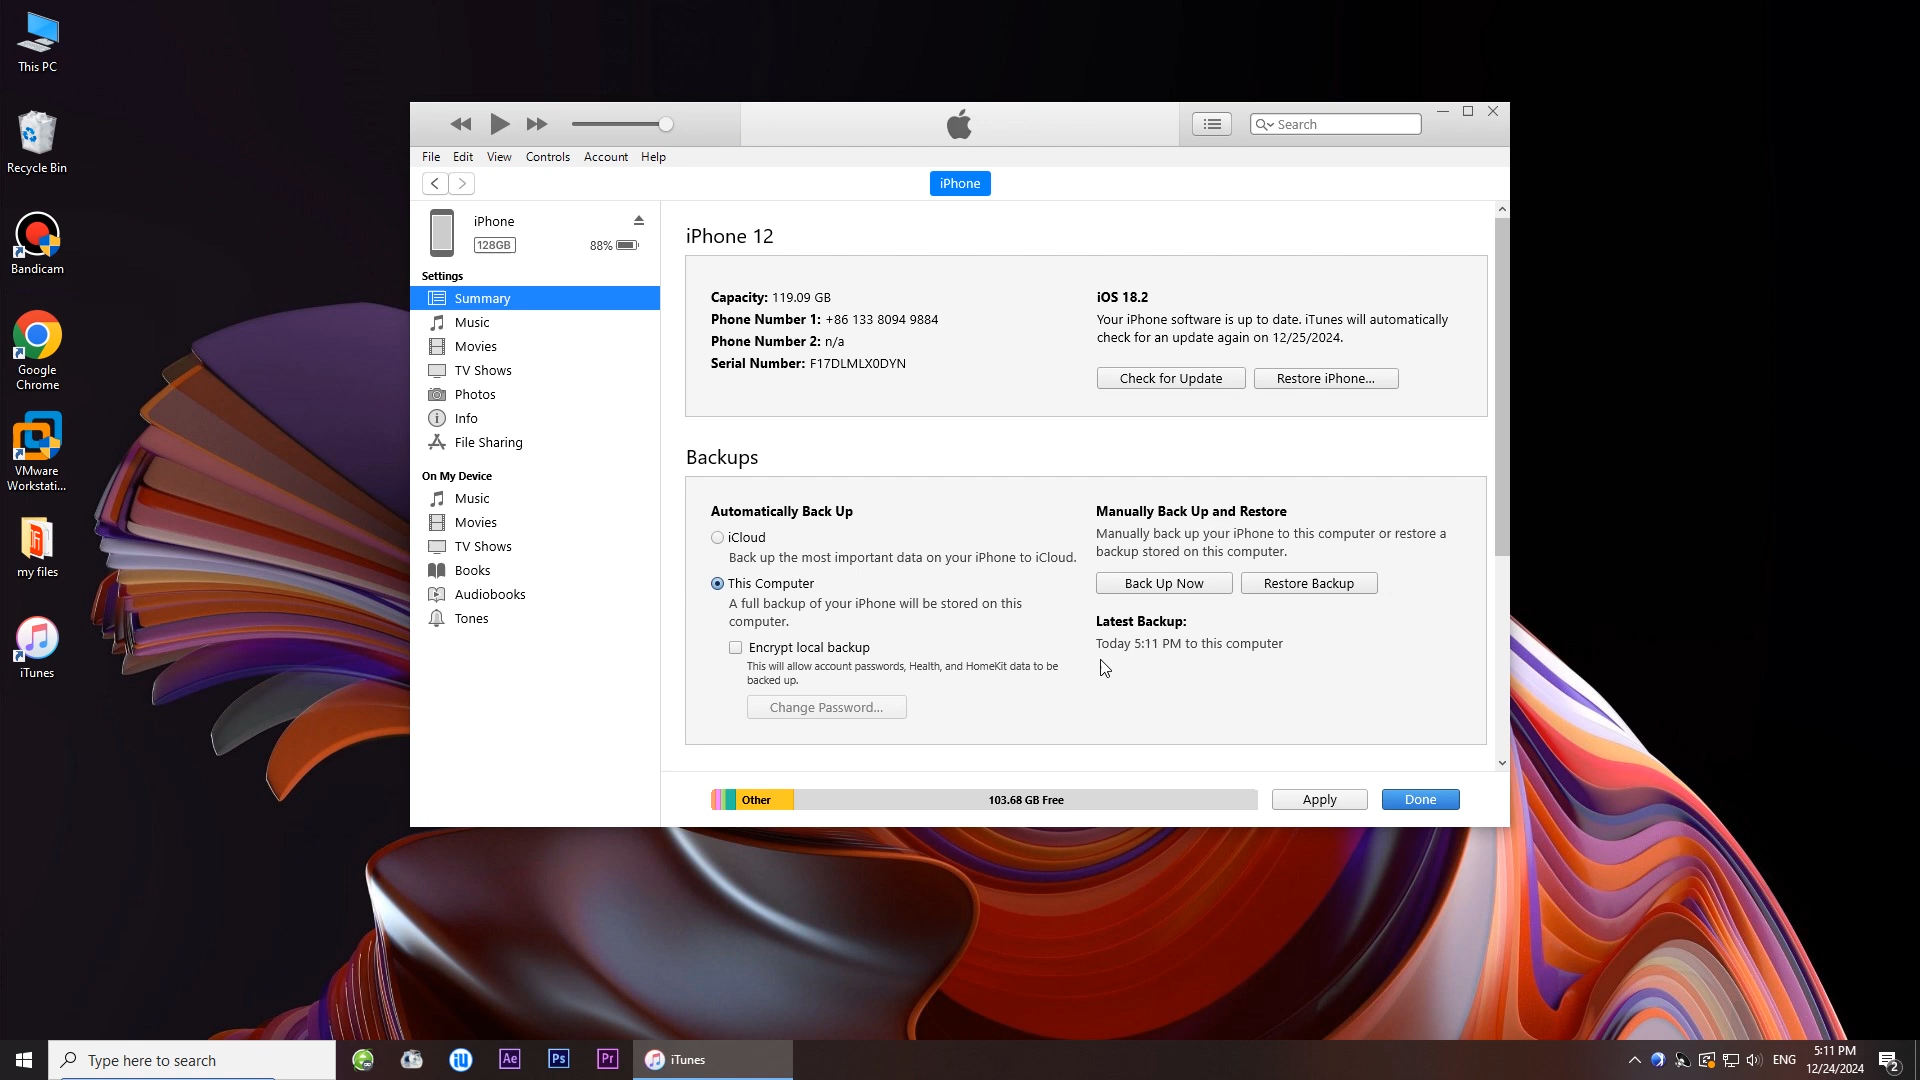 This PC
Recycle Bin
Bandicam
Google
Chrome
VMware
Workstati...
my files
iTunes
Search
File Edit View Controls Account Help
iPhone
iPhone
128GB
88%
Settings
Summary
Music
Movies
TV Shows
Photos
Info
File Sharing
On My Device
Music
Movies
TV Shows
Books
Audiobooks
Tones
iPhone 12
Capacity: 119.09 GB
Phone Number 1: +86 133 8094 9884
Phone Number 2: n/a
Serial Number: F17DLMLX0DYN
iOS 18.2
Your iPhone software is up to date. iTunes will automatically
check for an update again on 12/25/2024.
Check for Update
Restore iPhone...
Backups
Automatically Back Up
iCloud
Back up the most important data on your iPhone to iCloud.
This Computer
A full backup of your iPhone will be stored on this
computer.
Encrypt local backup
This will allow account passwords, Health, and HomeKit data to be
backed up.
Change Password...
Manually Back Up and Restore
Manually back up your iPhone to this computer or restore a
backup stored on this computer.
Back Up Now
Restore Backup
Latest Backup:
Today 5:11 PM to this computer
Other
103.68 GB Free
Apply
Done
Type here to search
iU
Ae
Ps
Pr
iTunes
ENG
5:11 PM
12/24/2024
2